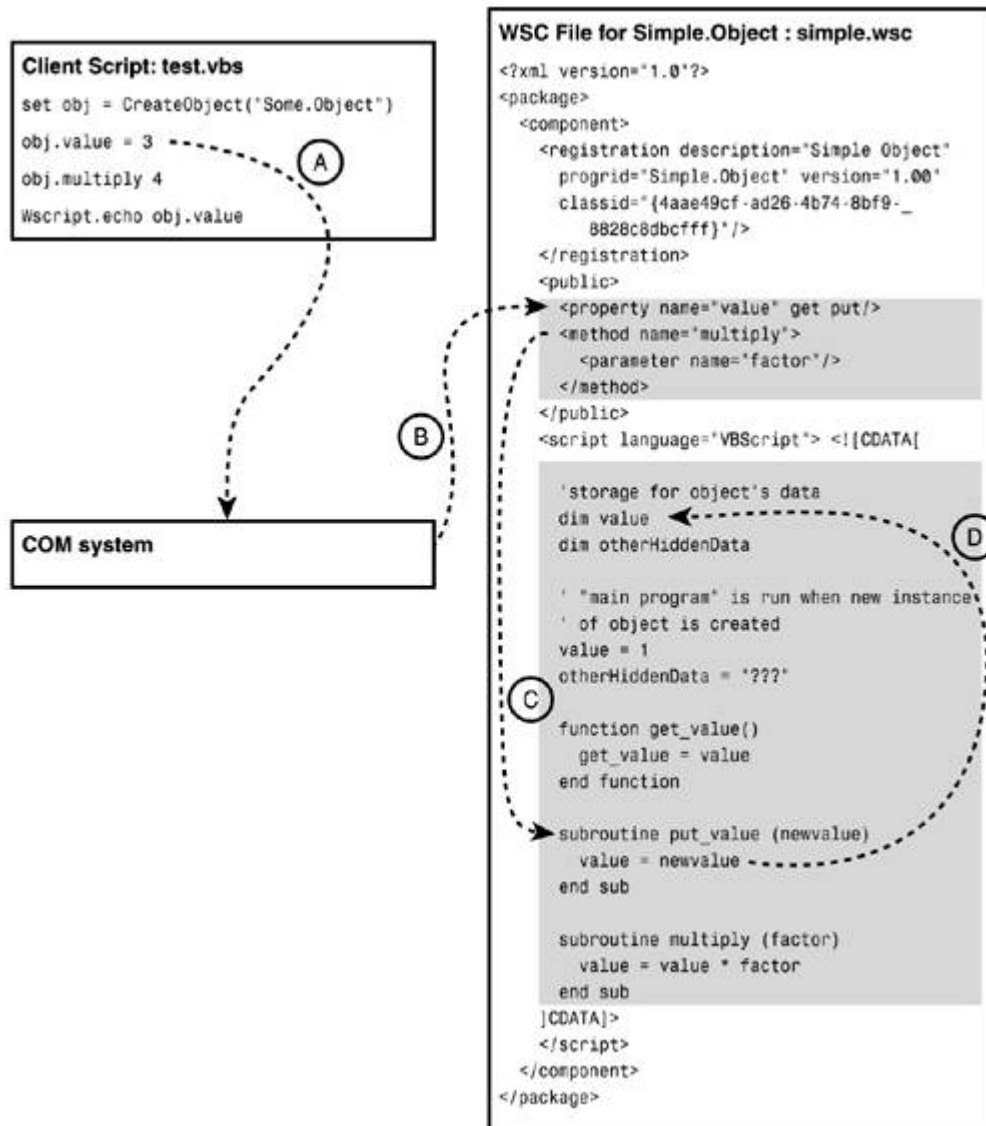 Client Script: test.vbs
set obj = CreateObject("Some.Object")
obj.value = 3
obj.multiply 4
Wscript.echo obj.value
A
COM system
B
WSC File for Simple.Object : simple.wsc
<?xml version="1.0"?>
<package>
<component>
<registration description="Simple Object"
progrid="Simple.Object" version="1.00"
classid="{4aae49cf-ad26-4b74-8bf9-_
8828c8dbcfff}"/>
</registration>
<public>
<property name="value" get put/>
<method name="multiply">
<parameter name="factor"/>
</method>
</public>
<script language="VBScript"> <![CDATA[
'storage for object's data
dim value
dim otherHiddenData
D
' "main program" is run when new instance
' of object is created
value = 1
otherHiddenData = "???"
C
function get_value()
get_value = value
end function
subroutine put_value (newvalue)
value = newvalue
end sub
subroutine multiply (factor)
value = value * factor
end sub
]CDATA]>
</script>
</component>
</package>